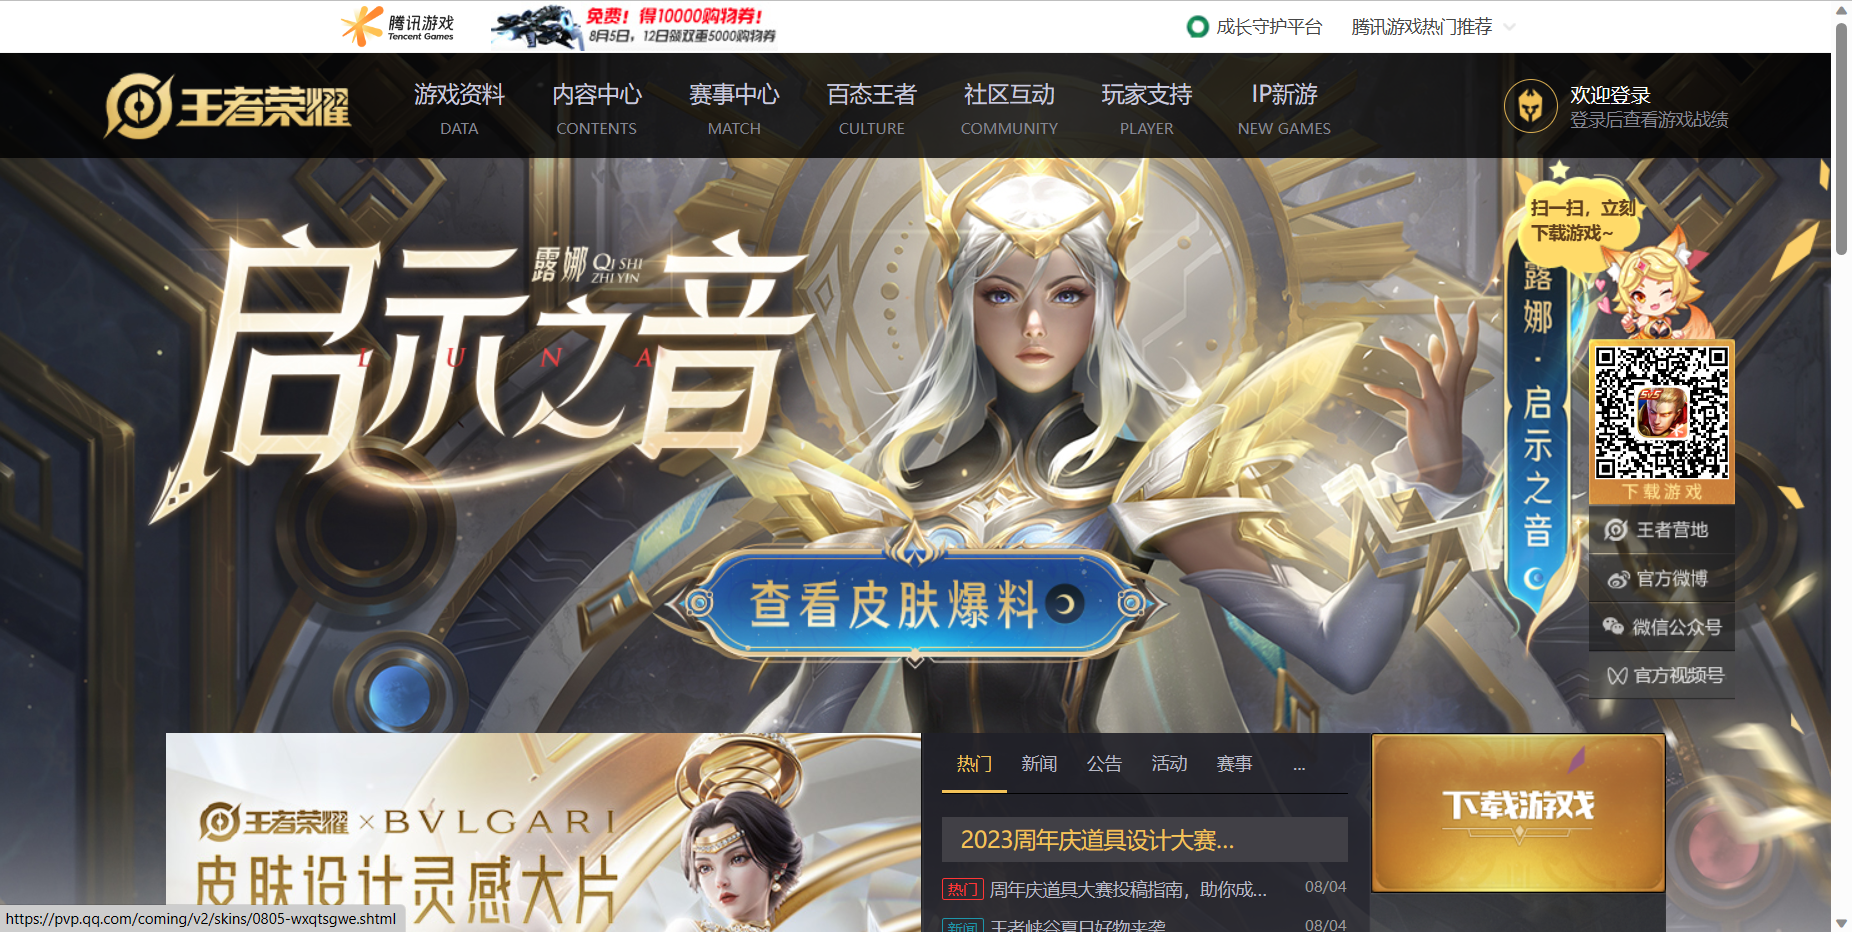 腾讯游戏
Tencent Games
免费！得10000购物券！
8月5日，12日领双重5000购物券
成长守护平台
腾讯游戏热门推荐
王者荣耀
游戏资料
DATA
内容中心
CONTENTS
赛事中心
MATCH
百态王者
CULTURE
社区互动
COMMUNITY
玩家支持
PLAYER
IP新游
NEW GAMES
欢迎登录
登录后查看游戏战绩
启示之音
露娜 QI SHI
ZHI YIN
LUNA
查看皮肤爆料
扫一扫，立刻
下载游戏~
露娜·启示之音
5v5
下载游戏
王者营地
官方微博
微信公众号
官方视频号
王者荣耀×BVLGARI
皮肤设计灵感大片
热门 新闻 公告 活动 赛事 ...
2023周年庆道具设计大赛...
热门 周年庆道具大赛投稿指南，助你成... 08/04
新闻 王者峡谷夏日好物来袭 08/04
下载游戏
https://pvp.qq.com/coming/v2/skins/0805-wxqtsgwe.shtml